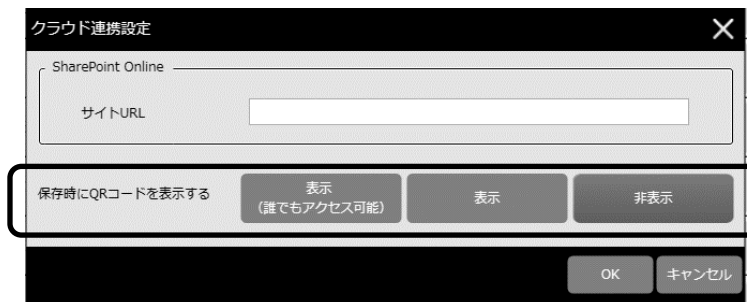 クラウド連携設定
SharePoint Online
サイトURL
保存時にQRコードを表示する
表示
(誰でもアクセス可能)
表示
非表示
OK
キャンセル